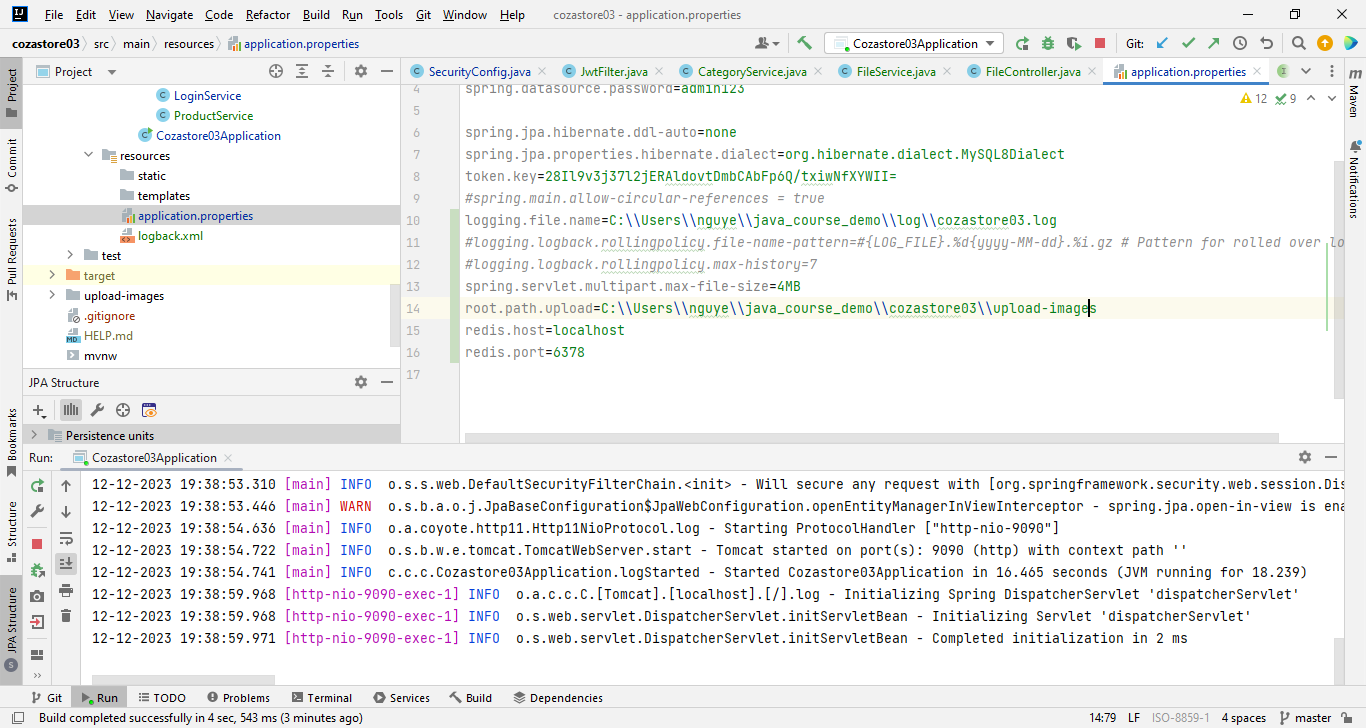 File Edit View Navigate Code Refactor Build Run Tools Git Window Help cozastore03 - application.properties
cozastore03 src main resources application.properties Cozastore03Application Git:
Project
SecurityConfig.java JwtFilter.java CategoryService.java FileService.java FileController.java application.properties
LoginService
ProductService
Cozastore03Application
resources
static
templates
application.properties
logback.xml
test
target
upload-images
.gitignore
HELP.md
mvnw
JPA Structure
Persistence units
12 9
4 spring.datasource.password=admin123
5
6 spring.jpa.hibernate.ddl-auto=none
7 spring.jpa.properties.hibernate.dialect=org.hibernate.dialect.MySQL8Dialect
8 token.key=28Il9v3j37l2jERAldovtDmbCAbFp6Q/txiwNfXYWII=
9 #spring.main.allow-circular-references = true
10 logging.file.name=C:\\Users\\nguye\\java_course_demo\\log\\cozastore03.log
11 #logging.logback.rollingpolicy.file-name-pattern=#{LOG_FILE}.%d{yyyy-MM-dd}.%i.gz # Pattern for rolled over lo
12 #logging.logback.rollingpolicy.max-history=7
13 spring.servlet.multipart.max-file-size=4MB
14 root.path.upload=C:\\Users\\nguye\\java_course_demo\\cozastore03\\upload-images
15 redis.host=localhost
16 redis.port=6378
17
Project
Commit
Pull Requests
Bookmarks
Structure
JPA Structure
Maven
Notifications
Run: Cozastore03Application
12-12-2023 19:38:53.310 [main] INFO o.s.s.web.DefaultSecurityFilterChain.<init> - Will secure any request with [org.springframework.security.web.session.Dis
12-12-2023 19:38:53.446 [main] WARN o.s.b.a.o.j.JpaBaseConfiguration$JpaWebConfiguration.openEntityManagerInViewInterceptor - spring.jpa.open-in-view is ena
12-12-2023 19:38:54.636 [main] INFO o.a.coyote.http11.Http11NioProtocol.log - Starting ProtocolHandler ["http-nio-9090"]
12-12-2023 19:38:54.722 [main] INFO o.s.b.w.e.tomcat.TomcatWebServer.start - Tomcat started on port(s): 9090 (http) with context path ''
12-12-2023 19:38:54.741 [main] INFO c.c.c.Cozastore03Application.logStarted - Started Cozastore03Application in 16.465 seconds (JVM running for 18.239)
12-12-2023 19:38:59.968 [http-nio-9090-exec-1] INFO o.a.c.c.C.[Tomcat].[localhost].[/].log - Initializing Spring DispatcherServlet 'dispatcherServlet'
12-12-2023 19:38:59.968 [http-nio-9090-exec-1] INFO o.s.web.servlet.DispatcherServlet.initServletBean - Initializing Servlet 'dispatcherServlet'
12-12-2023 19:38:59.971 [http-nio-9090-exec-1] INFO o.s.web.servlet.DispatcherServlet.initServletBean - Completed initialization in 2 ms
Git Run TODO Problems Terminal Services Build Dependencies
Build completed successfully in 4 sec, 543 ms (3 minutes ago) 14:79 LF ISO-8859-1 4 spaces master